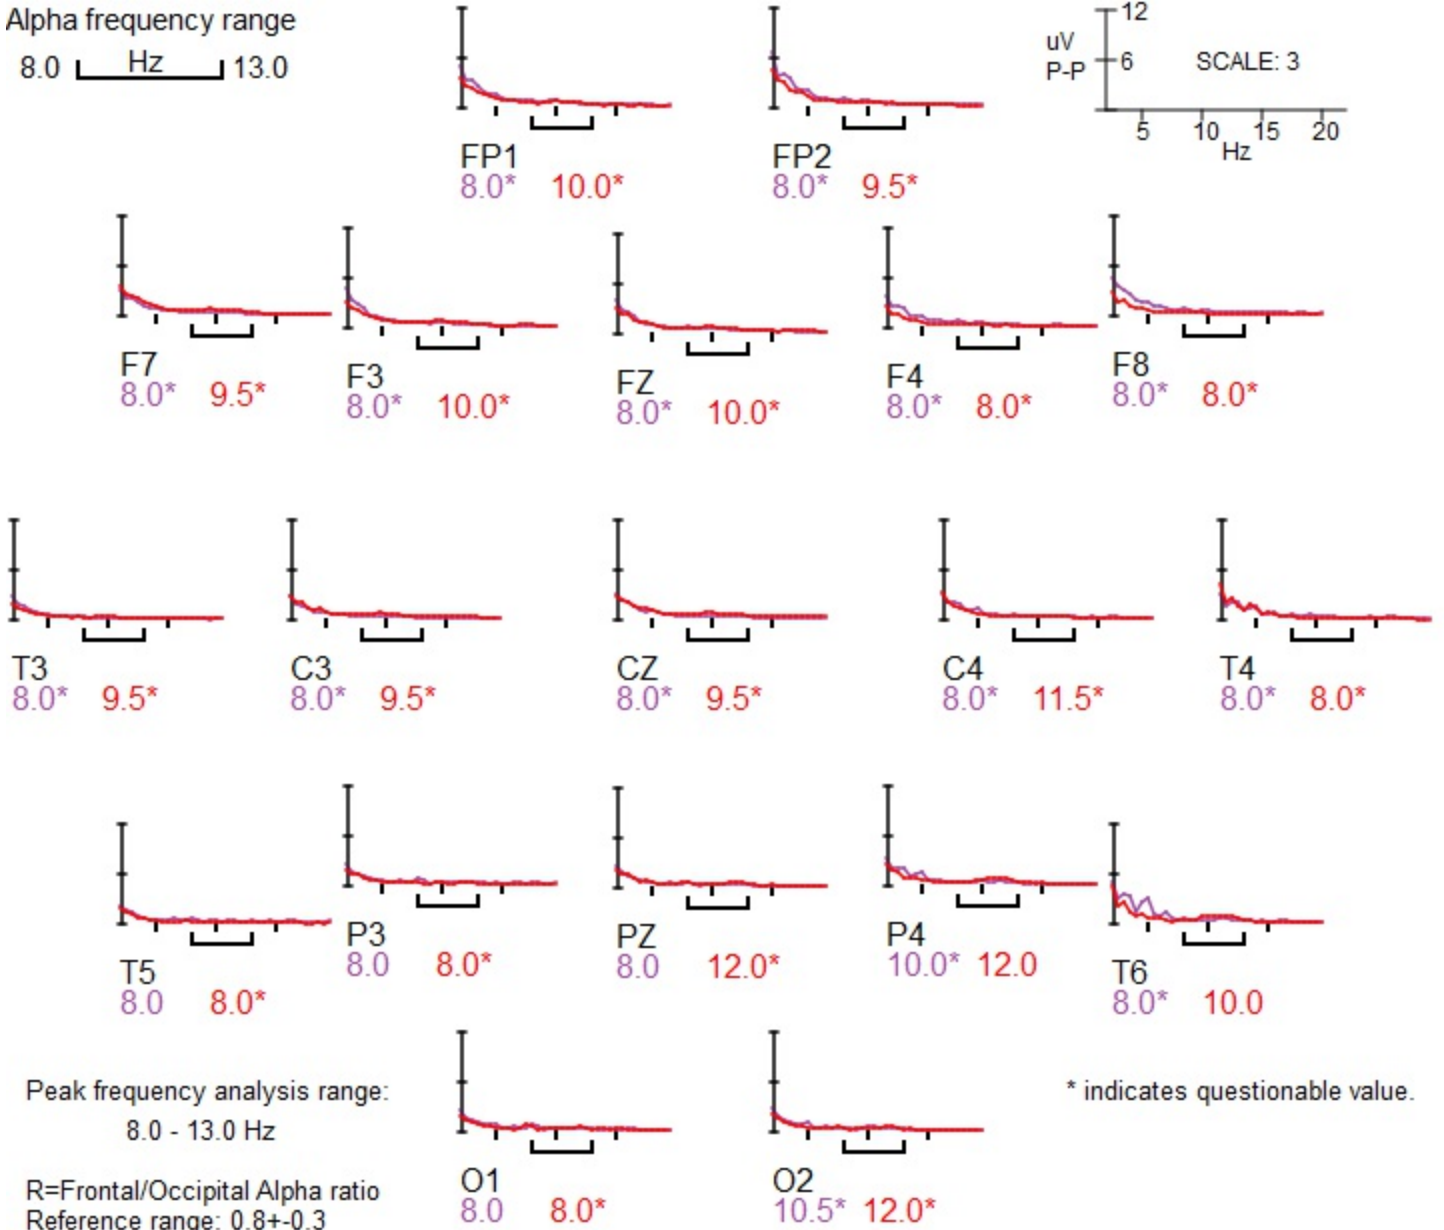 Alpha frequency range
8.0 Hz 13.0
12
uV
P-P
6
SCALE: 3
5 10 15 20
Hz
FP1
8.0* 10.0*
FP2
8.0* 9.5*
F7
8.0* 9.5*
F3
8.0* 10.0*
FZ
8.0* 10.0*
F4
8.0* 8.0*
F8
8.0* 8.0*
T3
8.0* 9.5*
C3
8.0* 9.5*
CZ
8.0* 9.5*
C4
8.0* 11.5*
T4
8.0* 8.0*
T5
8.0 8.0*
P3
8.0 8.0*
PZ
8.0 12.0*
P4
10.0* 12.0
T6
8.0* 10.0
Peak frequency analysis range:
8.0 - 13.0 Hz
* indicates questionable value.
O1
8.0 8.0*
O2
10.5* 12.0*
R=Frontal/Occipital Alpha ratio
Reference range: 0.8+-0.3